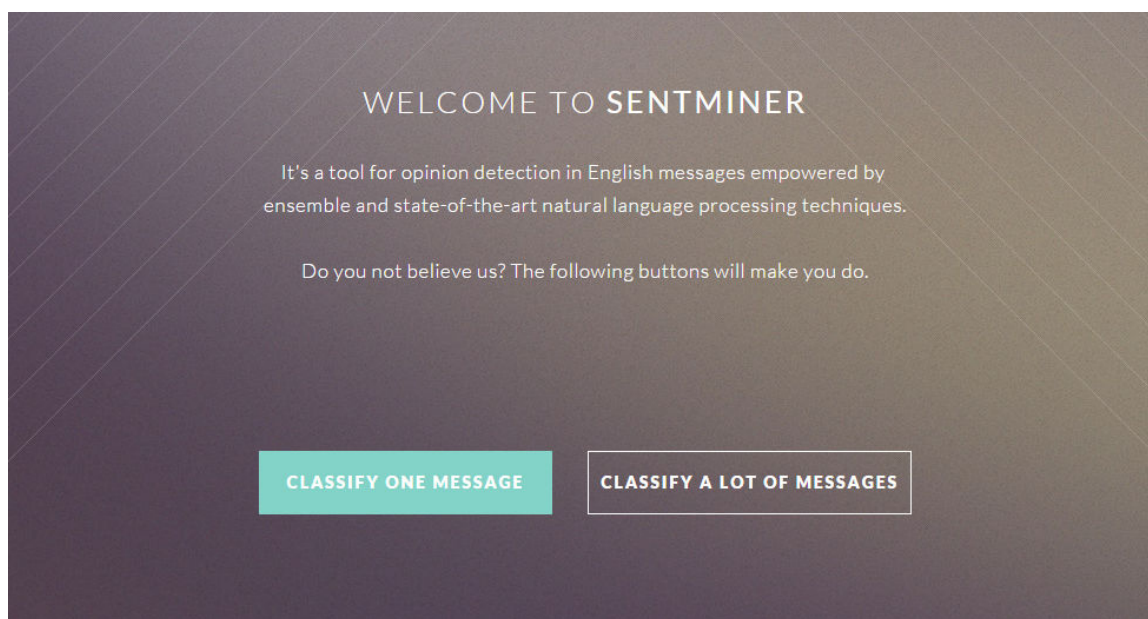 WELCOME TO SENTMINER
It's a tool for opinion detection in English messages empowered by
ensemble and state-of-the-art natural language processing techniques.
Do you not believe us? The following buttons will make you do.
CLASSIFY ONE MESSAGE
CLASSIFY A LOT OF MESSAGES